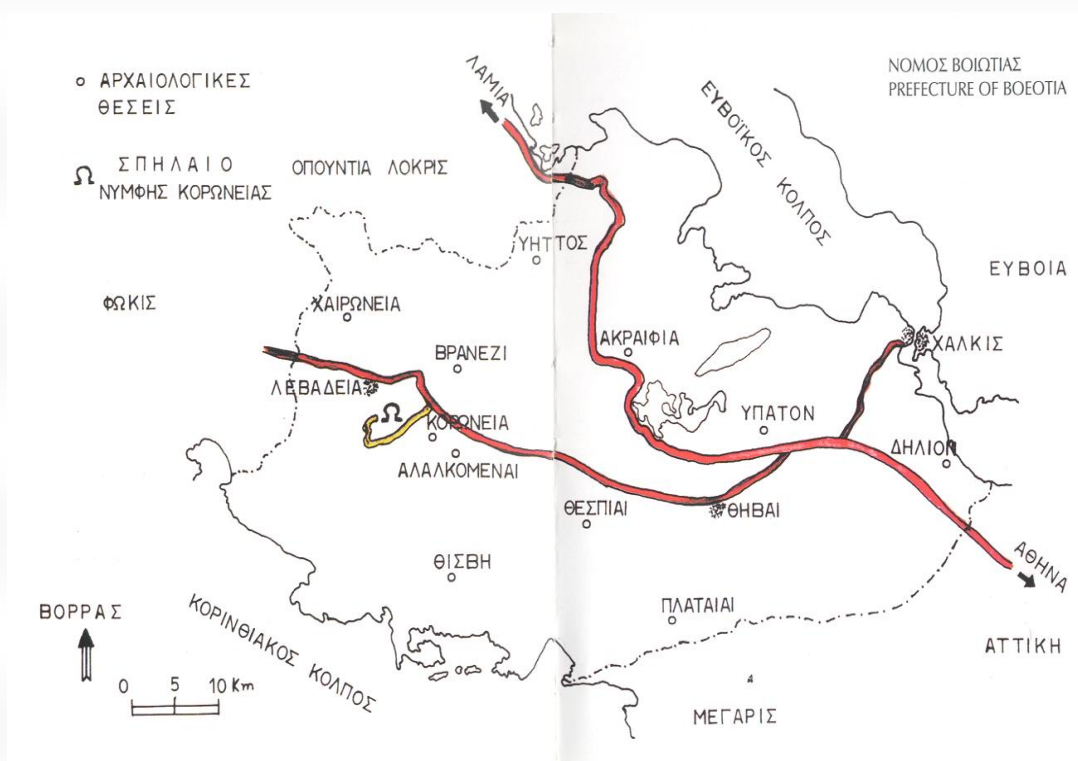 ΝΟΜΟΣ ΒΟΙΩΤΙΑΣ
PREFECTURE OF BOEOTIA
ΑΡΧΑΙΟΛΟΓΙΚΕΣ
ΘΕΣΕΙΣ
ΣΠΗΛΑΙΟ
ΝΥΜΦΗΣ ΚΟΡΩΝΕΙΑΣ
Ω
ΛΑΜΙΑ
ΕΥΒΟΪΚΟΣ ΚΟΛΠΟΣ
ΟΠΟΥΝΤΙΑ ΛΟΚΡΙΣ
ΥΗΤΤΟΣ
ΕΥΒΟΙΑ
ΦΩΚΙΣ
ΧΑΙΡΩΝΕΙΑ
ΑΚΡΑΙΦΙΑ
ΧΑΛΚΙΣ
ΒΡΑΝΕΖΙ
ΛΕΒΑΔΕΙΑ
Ω
ΚΟΡΩΝΕΙΑ
ΥΠΑΤΟΝ
ΔΗΛΙΟΝ
ΑΛΑΛΚΟΜΕΝΑΙ
ΘΕΣΠΙΑΙ
ΘΗΒΑΙ
ΘΙΣΒΗ
ΑΘΗΝΑ
ΠΛΑΤΑΙΑΙ
ΒΟΡΡΑΣ
ΚΟΡΙΝΘΙΑΚΟΣ ΚΟΛΠΟΣ
ΑΤΤΙΚΗ
0 5 10 Km
ΜΕΓΑΡΙΣ